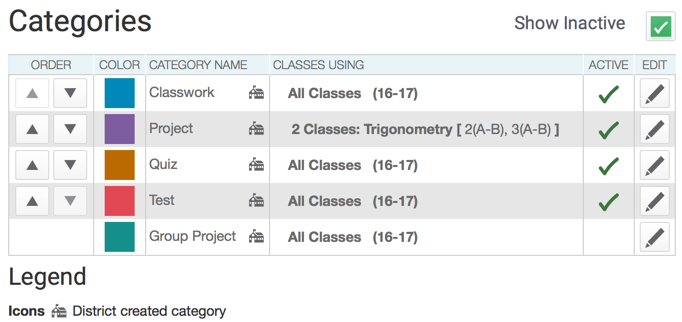 Categories
Show Inactive
ORDER COLOR CATEGORY NAME CLASSES USING ACTIVE EDIT
Classwork All Classes (16-17)
Project 2 Classes: Trigonometry [ 2(A-B), 3(A-B) ]
Quiz All Classes (16-17)
Test All Classes (16-17)
Group Project All Classes (16-17)
Legend
Icons District created category